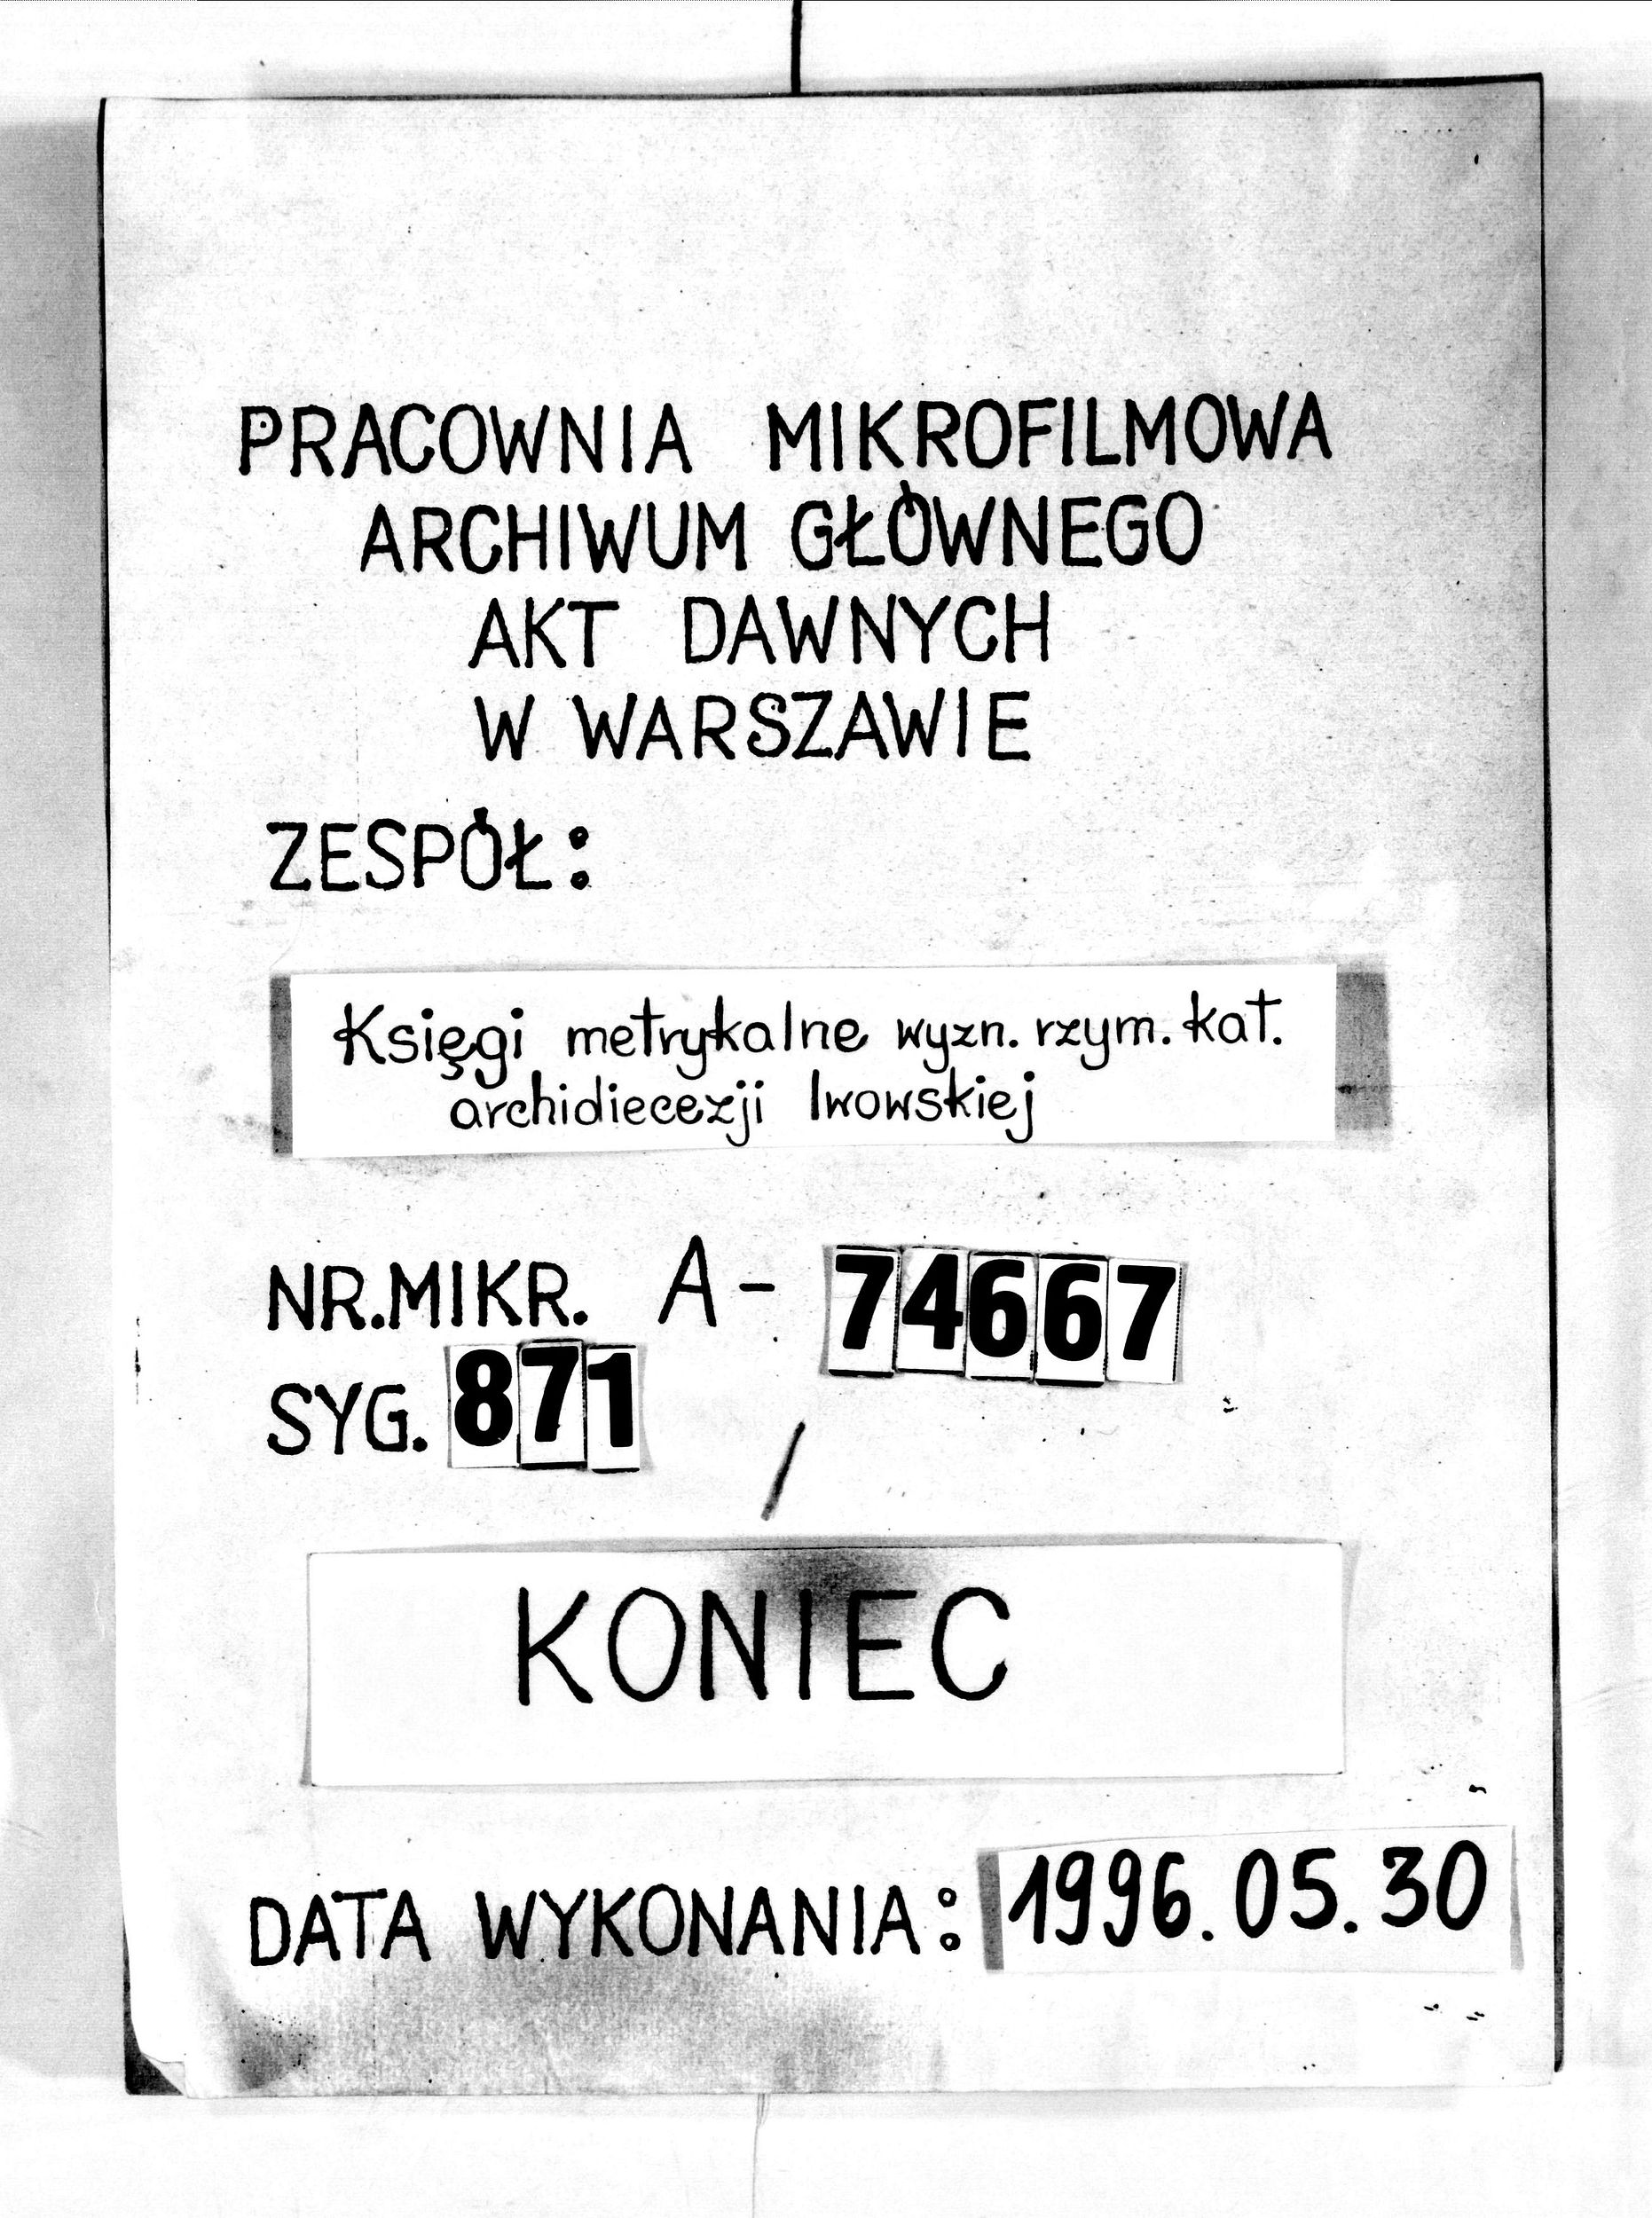 PRACOWNIA MIKROFILMOWA
ARCHIWUM GŁÓWNEGO
AKT DAWNYCH
W WARSZAWIE
ZESPÓŁ:
Księgi metrykalne wyzn. rzym. kat.
archidiecezji lwowskiej
NR.MIKR. A- 74667
SYG. 871
KONIEC
DATA WYKONANIA: 1996.05.30